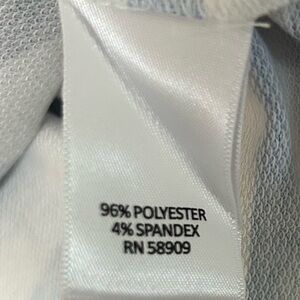 96% POLYESTER
4% SPANDEX
RN 58909